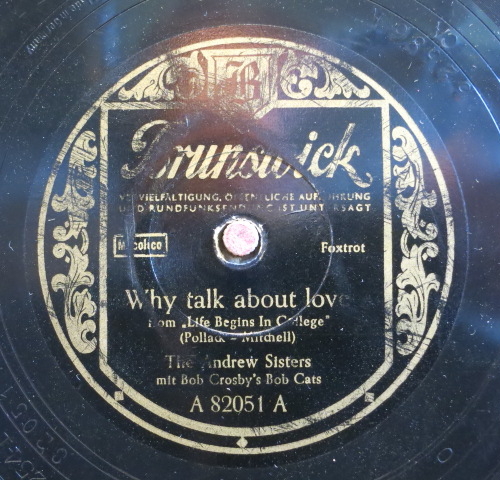 Brunswick
VERVIELFÄLTIGUNG, ÖFFENTLICHE AUFFÜHRUNG
UND RUNDFUNKSENDUNG IST UNTERSAGT
Foxtrot
Why talk about love
from „Life Begins In College"
(Pollack - Mitchell)
The Andrew Sisters
mit Bob Crosby's Bob Cats
A 82051 A